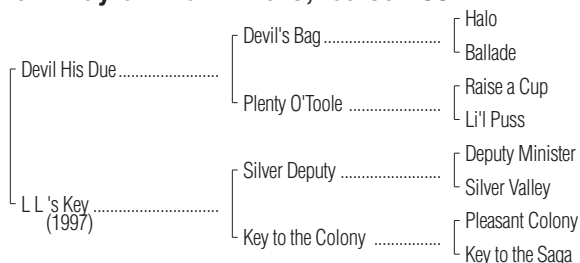 Halo
Devil's Bag
Ballade
Devil His Due
Raise a Cup
Plenty O'Toole
Li'l Puss
Deputy Minister
Silver Deputy
Silver Valley
L L 's Key
(1997)
Pleasant Colony
Key to the Colony
Key to the Saga